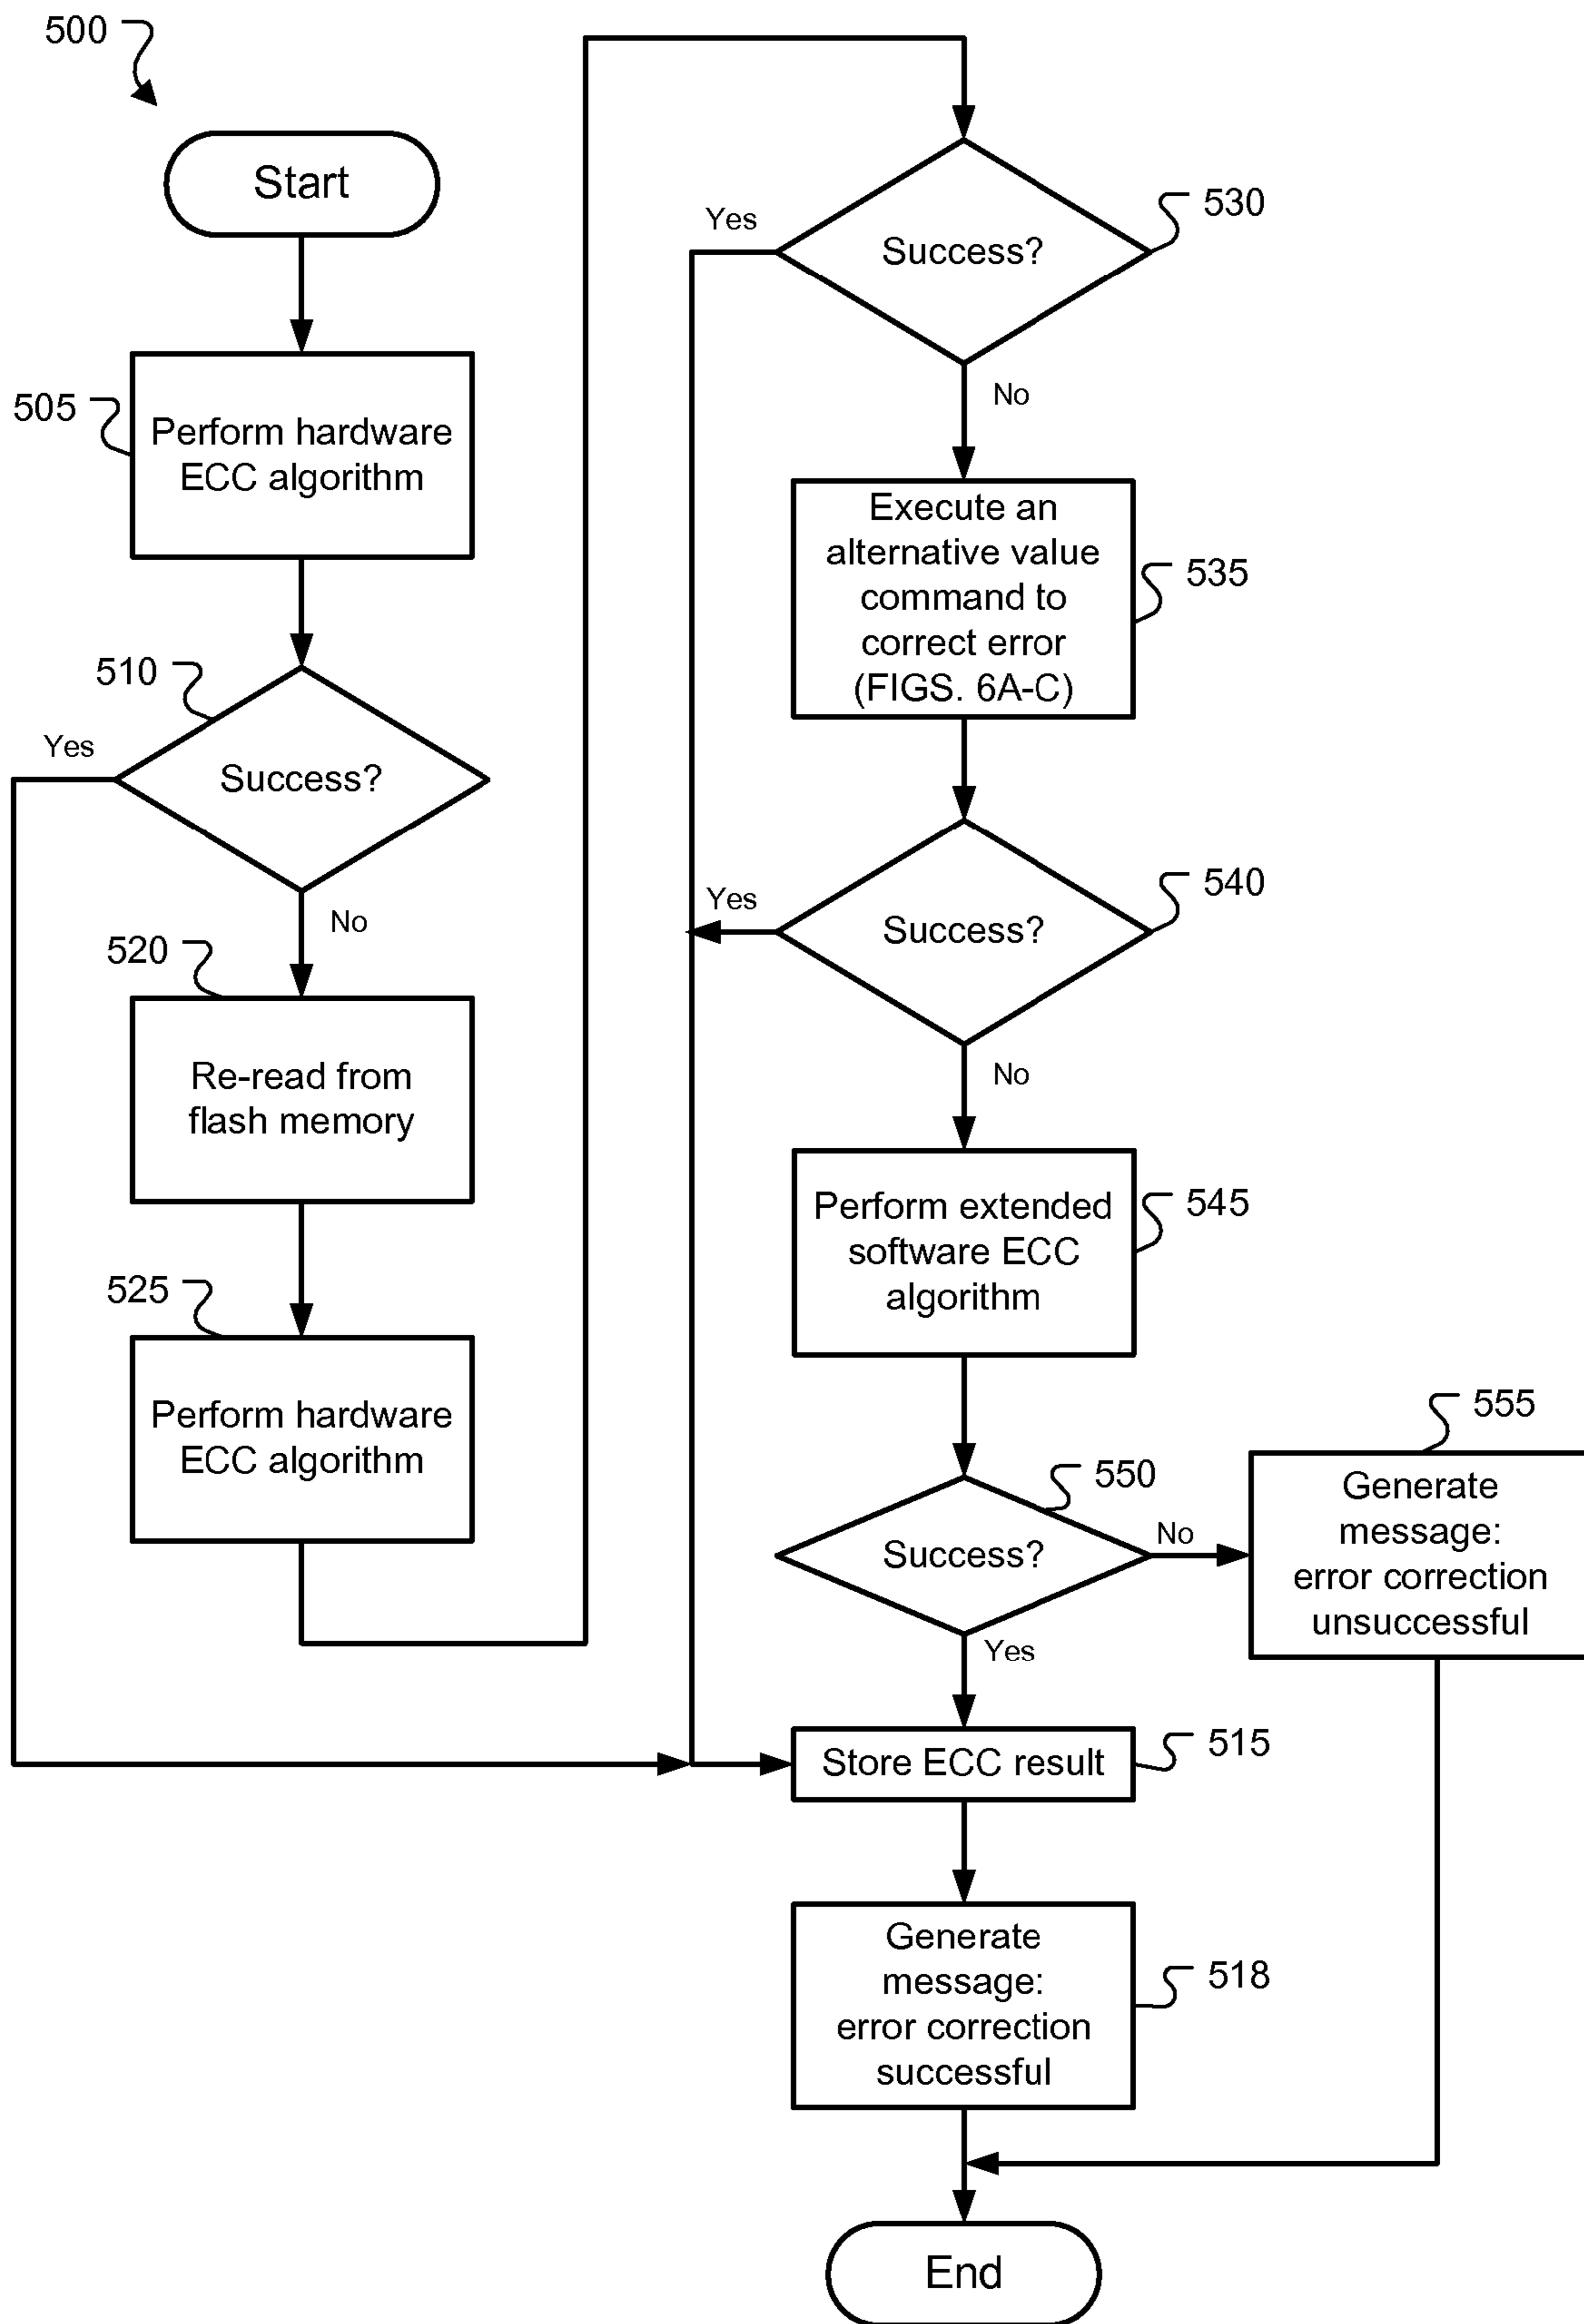 500
Start
505
Perform hardware
ECC algorithm
510
Yes
Success?
No
520
Re-read from
flash memory
525
Perform hardware
ECC algorithm
530
Yes
Success?
No
Execute an
alternative value
command to
correct error
(FIGS. 6A-C)
535
540
Yes
Success?
No
Perform extended
software ECC
algorithm
545
550
Success?
No
Yes
555
Generate
message:
error correction
unsuccessful
Store ECC result
515
Generate
message:
error correction
successful
518
End